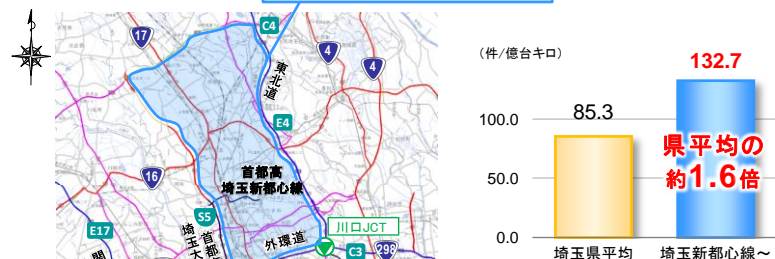 17
C4
4
4
東北道
E4
首都高
埼玉新都心線
16
S5
E17
外環道
川口JCT
C3
298
首都
埼玉大
関
(件/億台キロ)
132.7
85.3
100.0
50.0
0.0
県平均の
約1.6倍
埼玉県平均
埼玉新都心線～